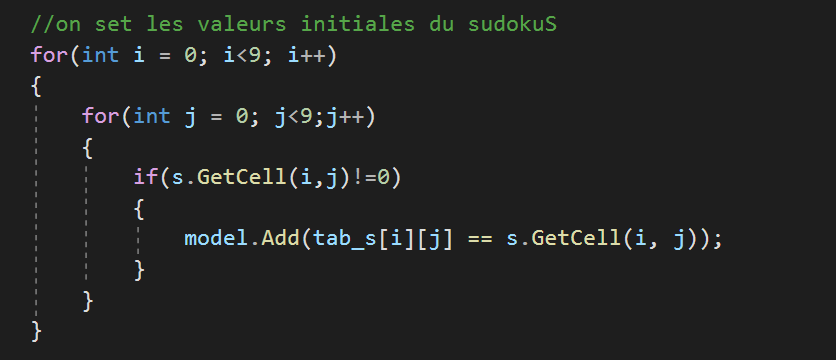 //on set les valeurs initiales du sudokuS
for(int i = 0; i<9; i++)
{
for(int j = 0; j<9;j++)
{
if(s.GetCell(i,j)!=0)
{
model.Add(tab_s[i][j] == s.GetCell(i, j));
}
}
}